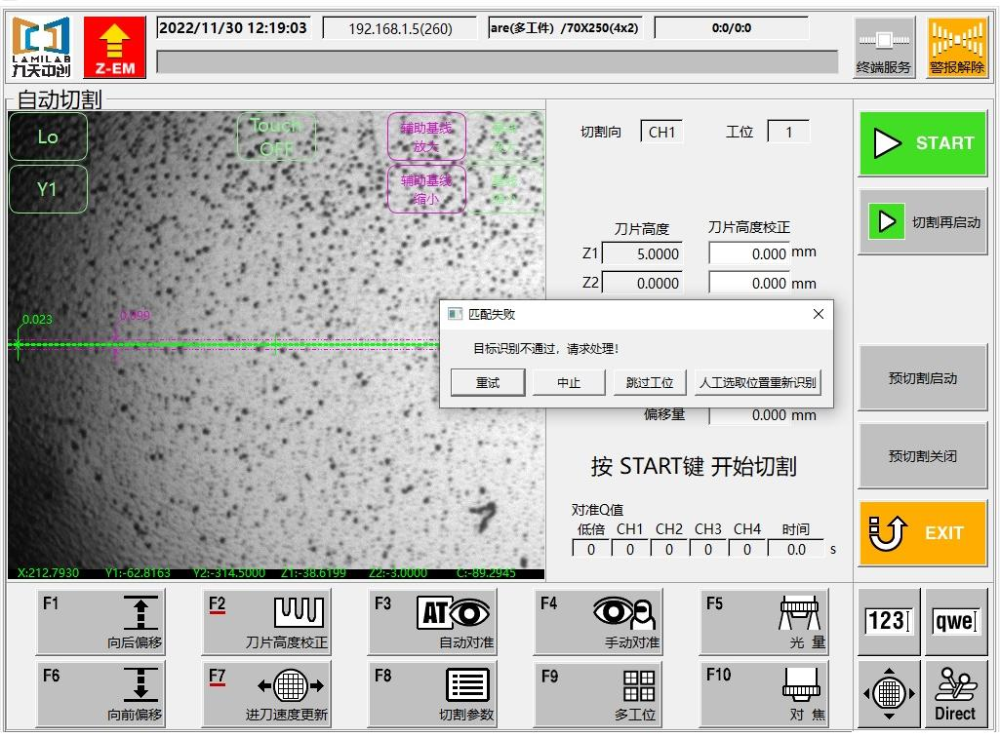 LAMILAB
九天中创
Z-EM
2022/11/30 12:19:03
192.168.1.5(260)
are(多工件) /70X250(4x2)
0:0/0:0
终端服务
警报解除
自动切割
Lo
Touch
OFF
辅助基线
放大
Y1
辅助基线
缩小
0.023
0.099
X:212.7930 Y1:-62.8163 Y2:-314.5000 Z1:-38.6199 Z2:-3.0000 C:-89.2945
切割向 CH1 工位 1
刀片高度 刀片高度校正
Z1 5.0000 0.000 mm
Z2 0.0000 0.000 mm
匹配失败
目标识别不通过，请求处理!
重试 中止 跳过工位 人工选取位置重新识别
偏移量 0.000 mm
按 START键 开始切割
对准Q值
低倍 CH1 CH2 CH3 CH4 时间
0 0 0 0 0 0.0 s
START
切割再启动
预切割启动
预切割关闭
EXIT
F1 向后偏移
F2 刀片高度校正
F3 AT 自动对准
F4 手动对准
F5 光 量
123
qwe
F6 向前偏移
F7 进刀速度更新
F8 切割参数
F9 多工位
F10 对 焦
Direct